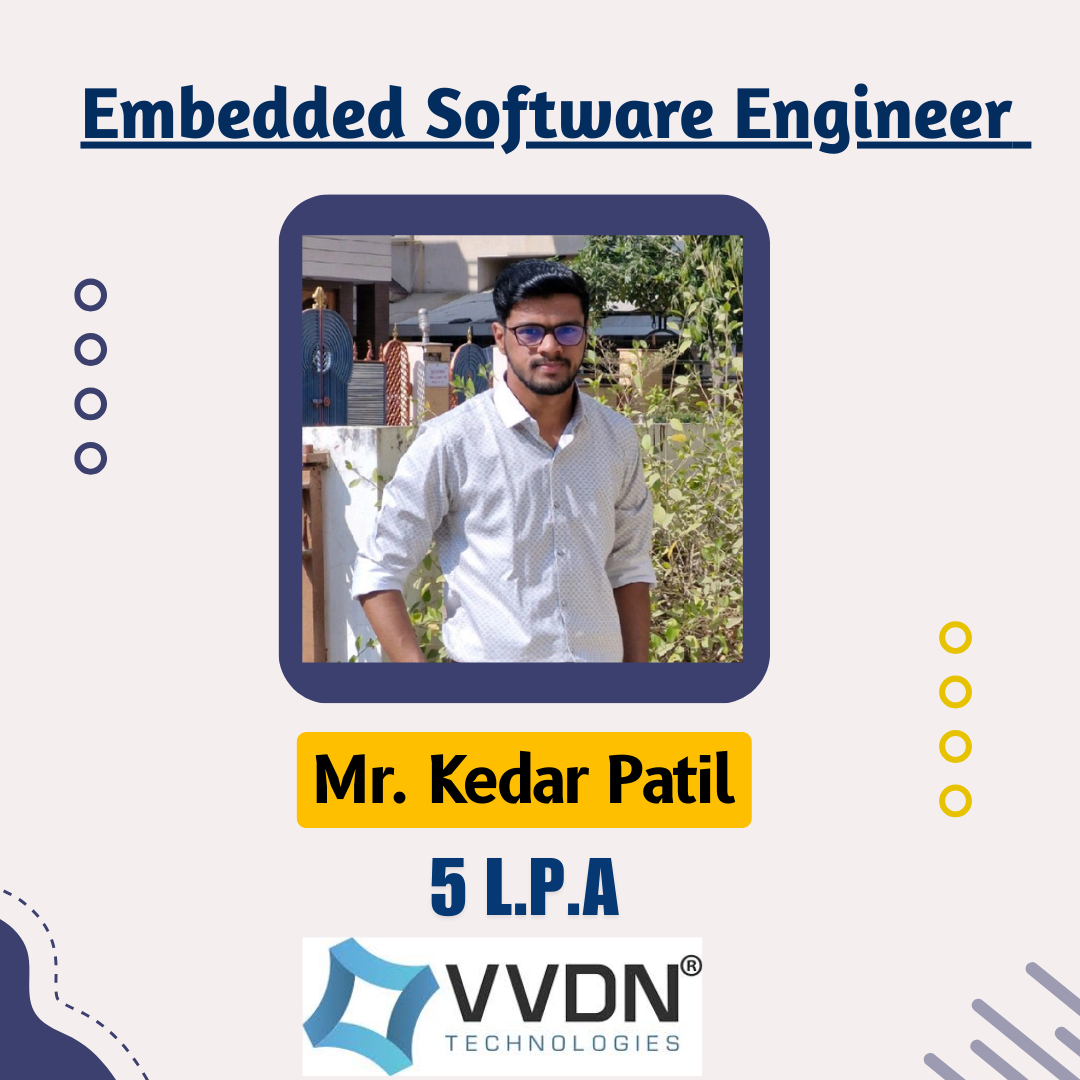 Embedded Software Engineer
Mr. Kedar Patil
5 L.P.A
VVDN®
TECHNOLOGIES